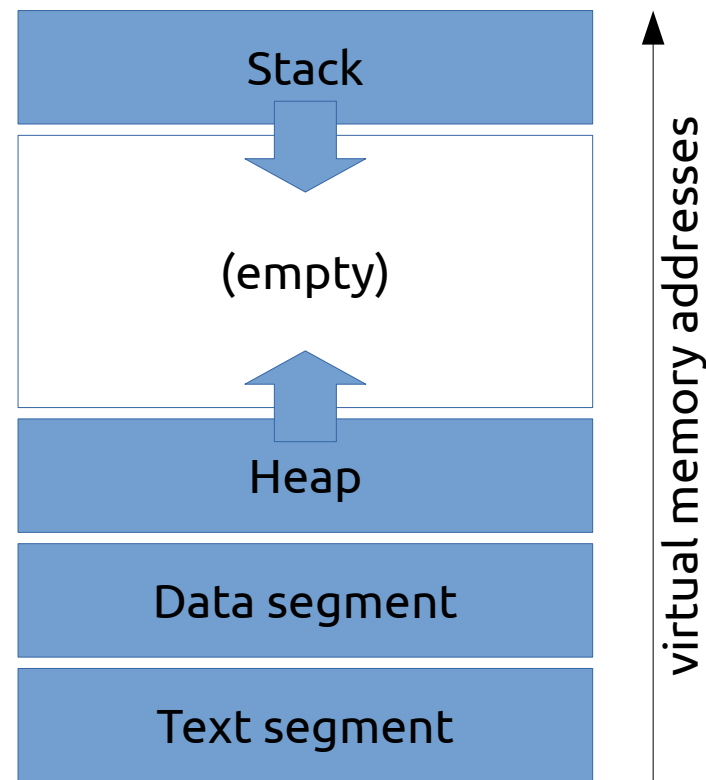 Stack
(empty)
Heap
Data segment
Text segment
virtual memory addresses